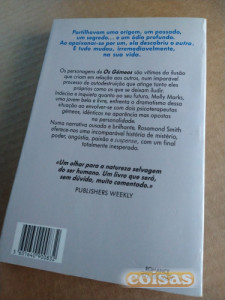 Partilhavam uma origem, um passado,
um segredo... e um ódio profundo.
Ao apaixonar-se por um, ela descobriu o outro.
E tudo mudou, irremediavelmente,
na sua vida.
Os personagens de Os Gémeos são vítimas da ilusão
que criam em relação aos outros, num imparável
processo de autodestruição que atinge tanto eles
próprios como os que se deixam iludir.
Indecisa e inquieta quanto ao seu futuro, Molly Marks,
uma jovem bela e livre, enfrenta o dramatismo dessa
situação ao envolver-se com dois psicoterapeutas
gémeos, idênticos na aparência mas opostos
na personalidade.
Numa narrativa ousada e brilhante, Rosamond Smith
oferece-nos uma incomparável história de mistério,
poder, angústia, paixão e suspense, com um final
totalmente inesperado.
«Um olhar para a natureza selvagem
do ser humano. Um livro que será,
sem dúvida, muito comentado.»
PUBLISHERS WEEKLY
ROMANCE
coisas